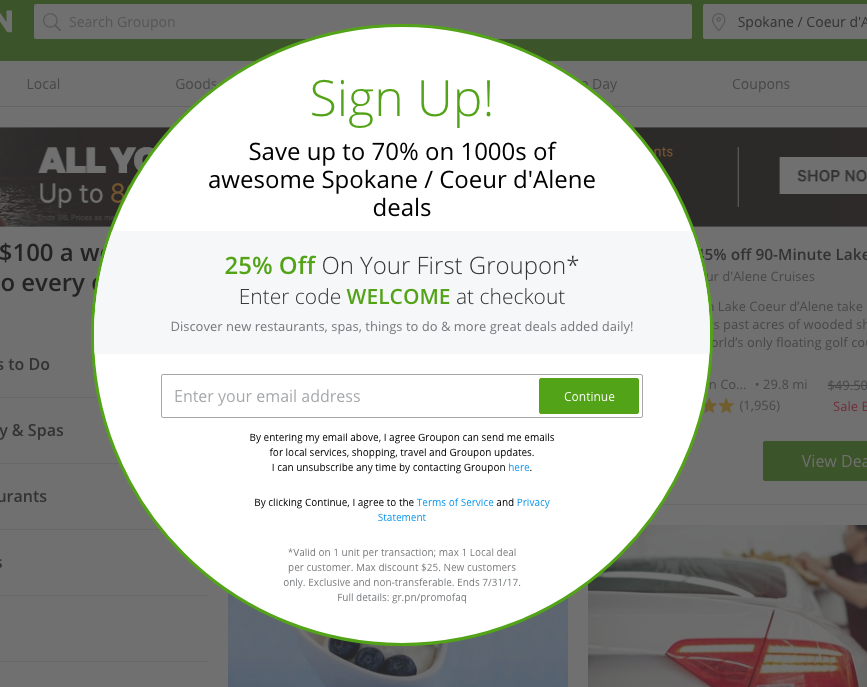 N
Search Groupon
Spokane / Coeur d'A
Local
Goods
Day
Coupons
ALL YO
Up to 8
SHOP NO
Sign Up!
Save up to 70% on 1000s of
awesome Spokane / Coeur d'Alene
deals
25% Off On Your First Groupon*
Enter code WELCOME at checkout
Discover new restaurants, spas, things to do & more great deals added daily!
Enter your email address
Continue
By entering my email above, I agree Groupon can send me emails
for local services, shopping, travel and Groupon updates.
I can unsubscribe any time by contacting Groupon here.
By clicking Continue, I agree to the Terms of Service and Privacy
Statement
*Valid on 1 unit per transaction; max 1 Local deal
per customer. Max discount $25. New customers
only. Exclusive and non-transferable. Ends 7/31/17.
Full details: gr.pn/promofaq
$100 a w
o every
s to Do
y & Spas
urants
s
45% off 90-Minute Lake
ur d'Alene Cruises
Lake Coeur d'Alene take
s past acres of wooded sh
orld's only floating golf cou
n Co... • 29.8 mi
$49.50
(1,956)
Sale E
View Dea